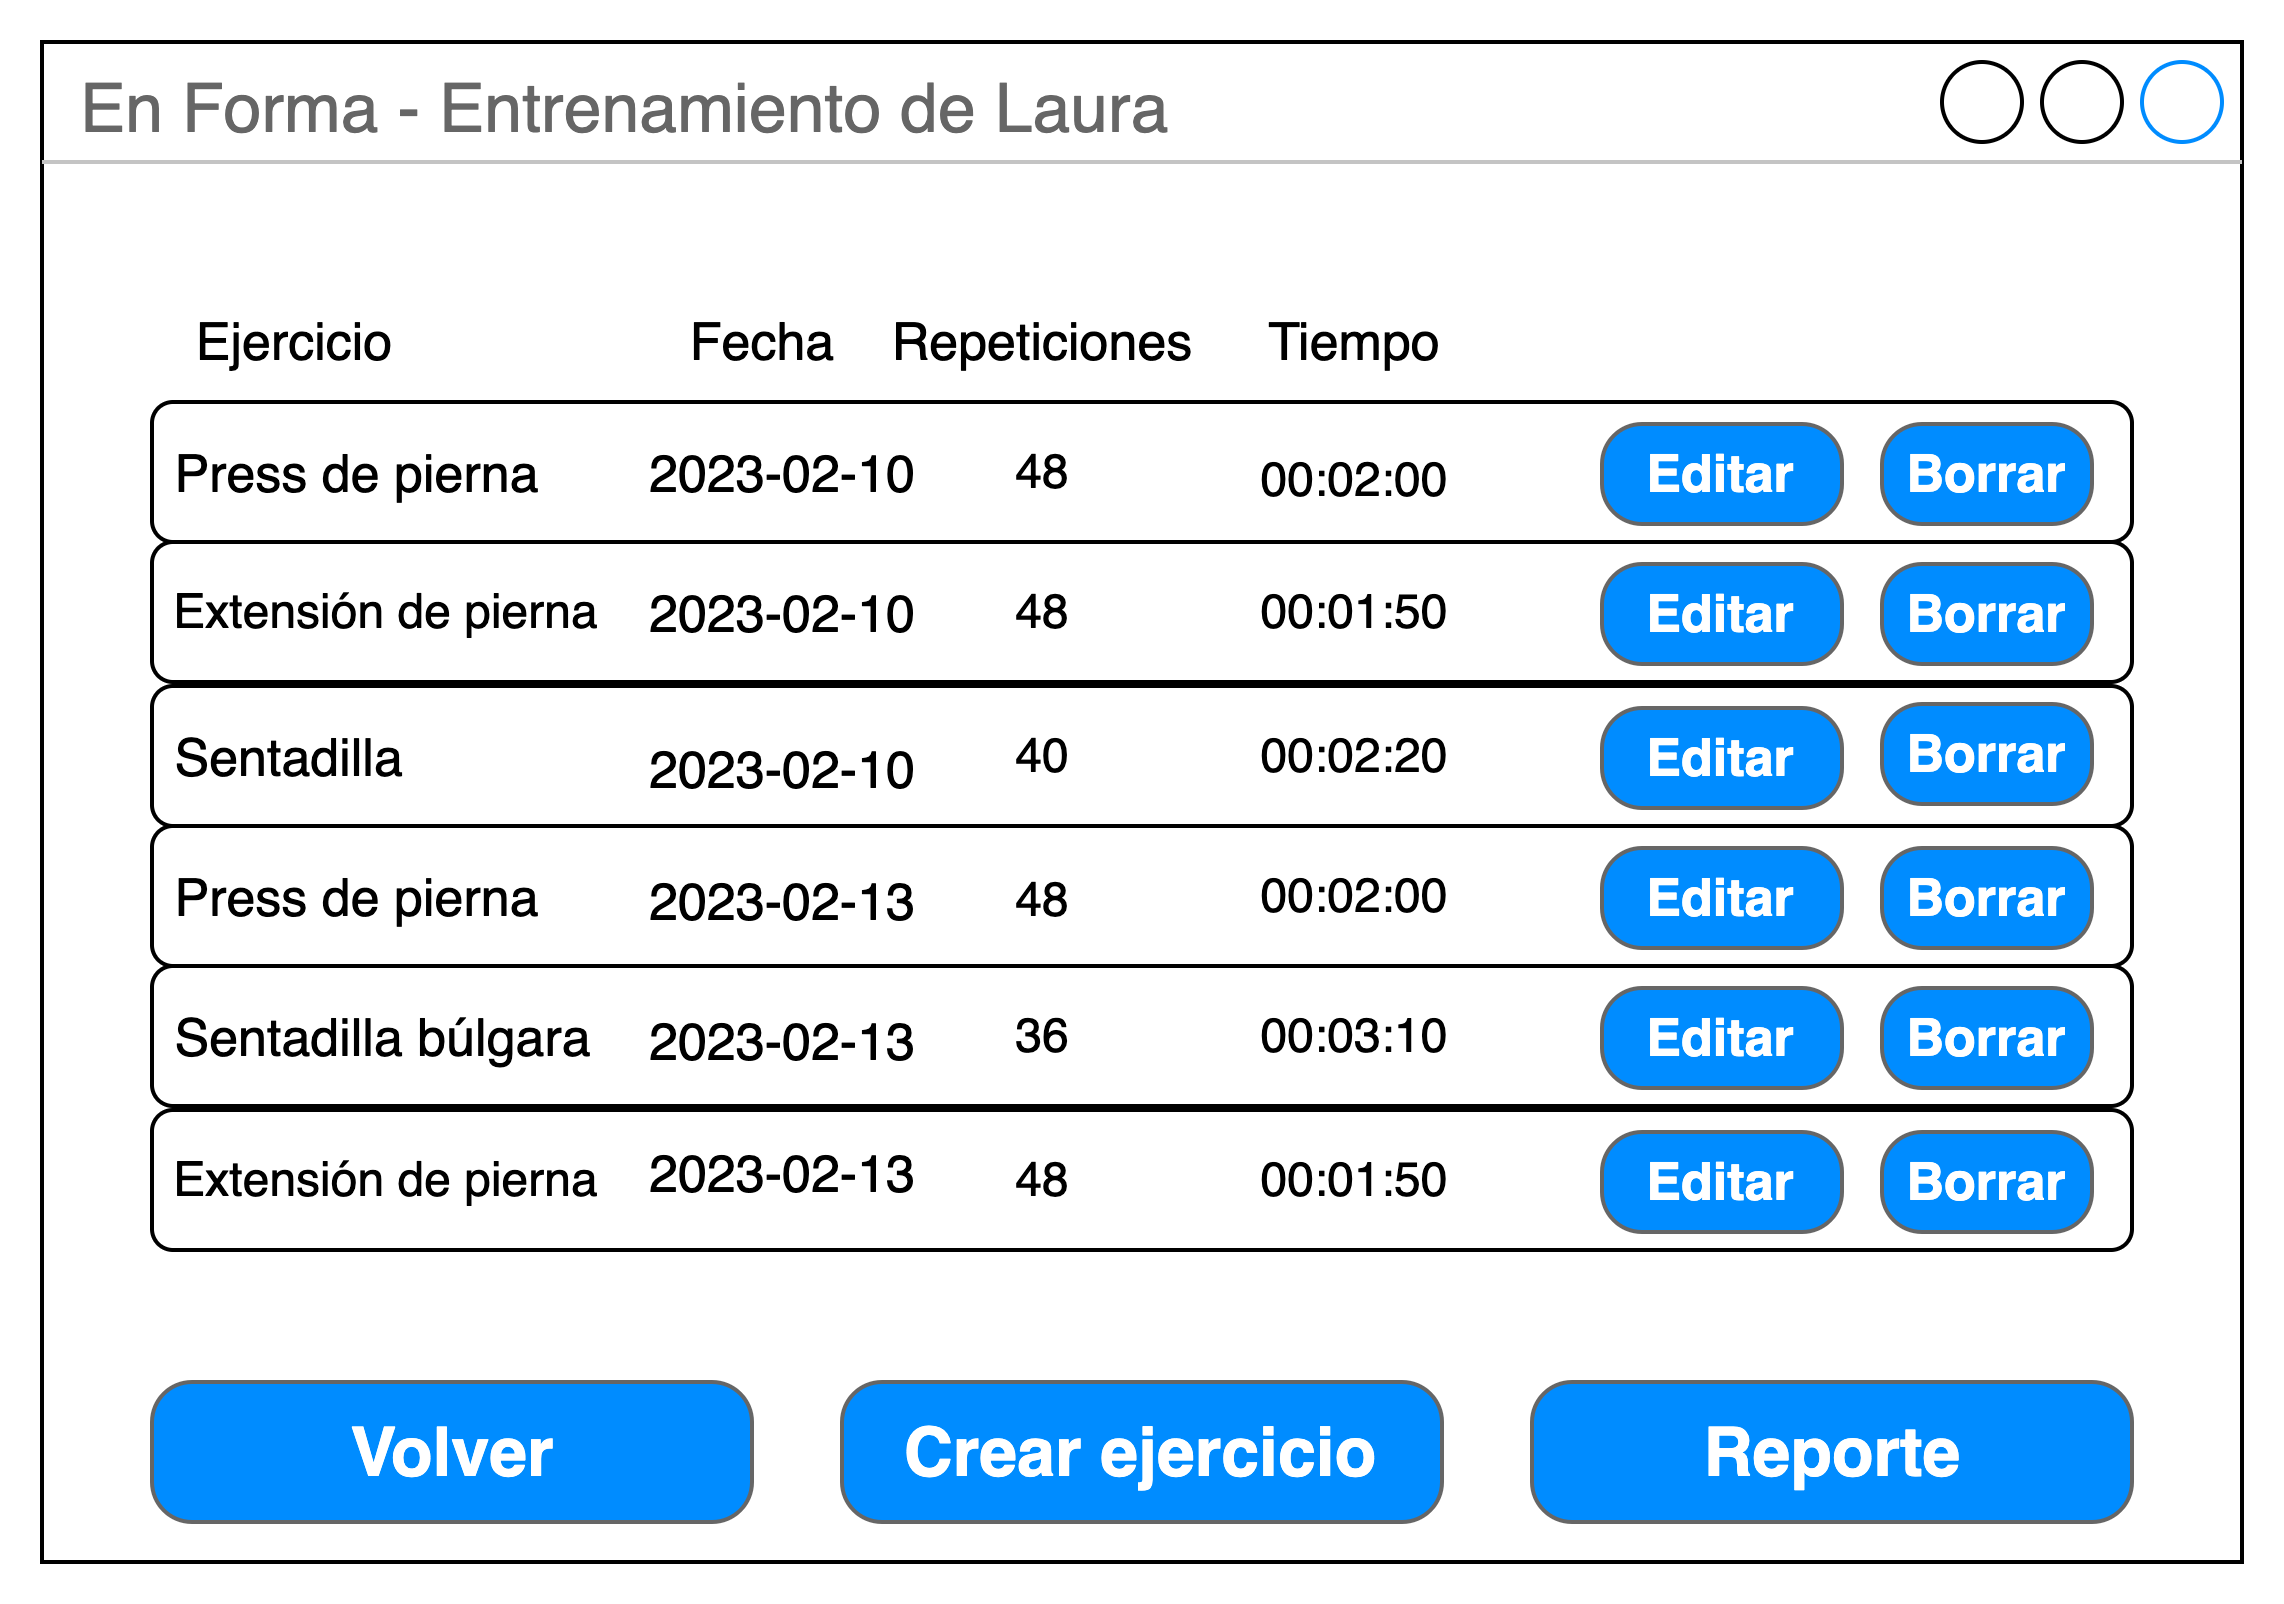 En Forma - Entrenamiento de Laura
Ejercicio Fecha Repeticiones Tiempo
Press de pierna 2023-02-10 48 00:02:00 Editar Borrar
Extensión de pierna 2023-02-10 48 00:01:50 Editar Borrar
Sentadilla 2023-02-10 40 00:02:20 Editar Borrar
Press de pierna 2023-02-13 48 00:02:00 Editar Borrar
Sentadilla búlgara 2023-02-13 36 00:03:10 Editar Borrar
Extensión de pierna 2023-02-13 48 00:01:50 Editar Borrar
Volver Crear ejercicio Reporte